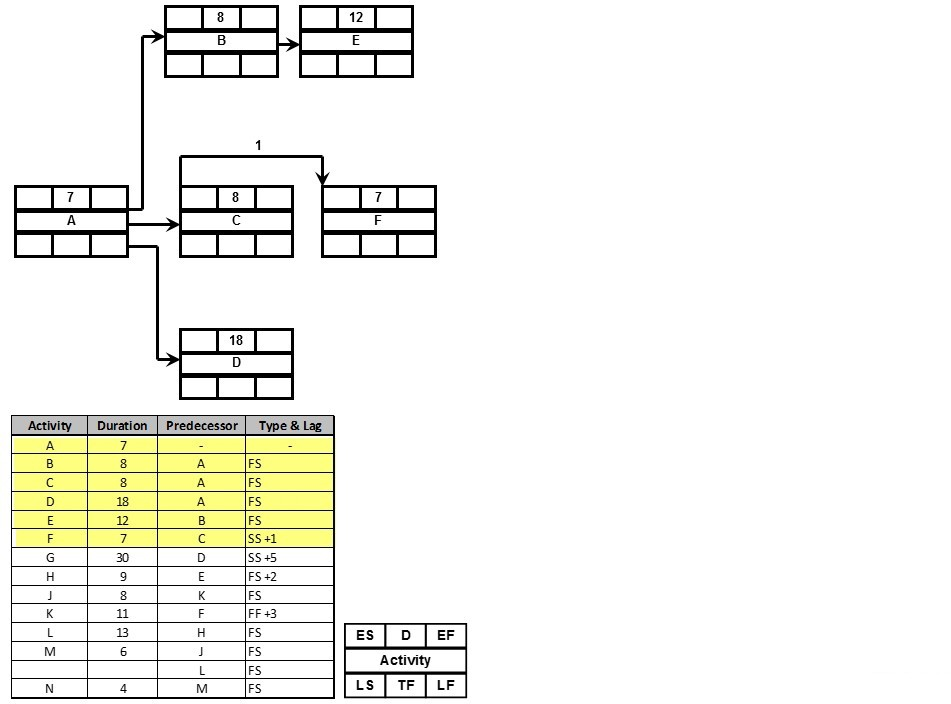 8
B
12
E
1
7
A
8
C
7
F
18
D
Activity Duration Predecessor Type & Lag
A 7 - -
B 8 A FS
C 8 A FS
D 18 A FS
E 12 B FS
F 7 C SS +1
G 30 D SS +5
H 9 E FS +2
J 8 K FS
K 11 F FF +3
L 13 H FS
M 6 J FS
L FS
N 4 M FS
ES D EF
Activity
LS TF LF